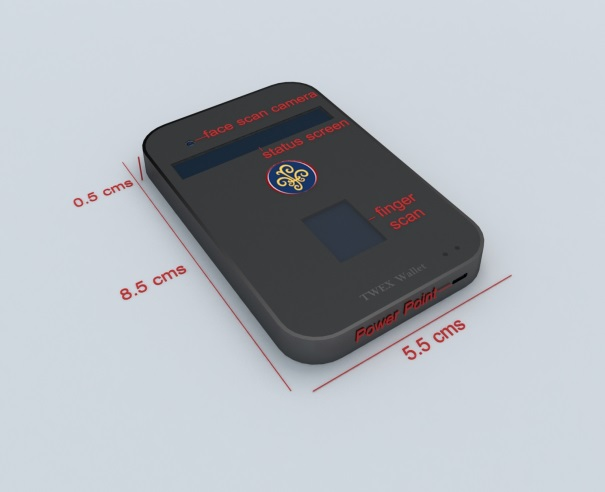 face scan camera
status screen
0.5 cms
finger
scan
8.5 cms
TWEX Wallet
Power Point
5.5 cms